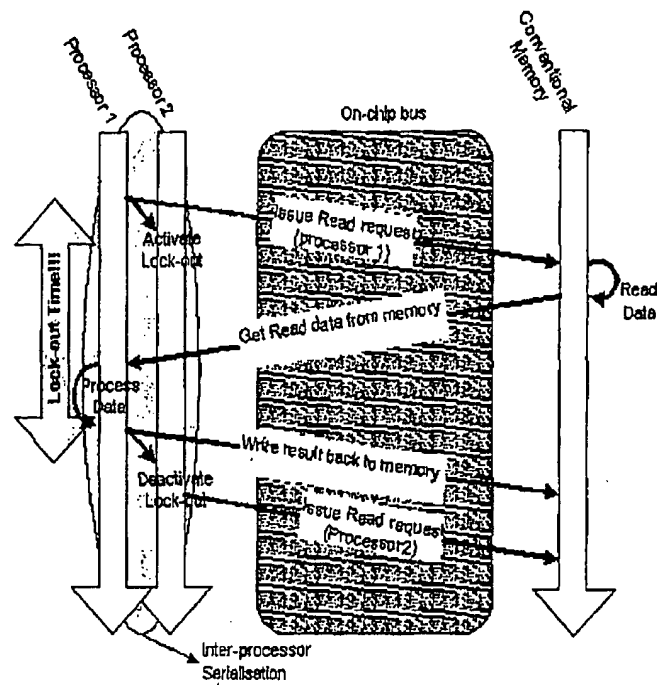 Processor 1
Processor 2
On-chip bus
Conventional
Memory
Issue Read request
(processor 1))
Activate
Lock-out
Lock-out Time!!!
Read
Data
Get Read data from memory
Process
Data
Write result back to memory
Deactivate
Lock-out
Issue Read reques
(Processor2)
Inter-processor
Serialisation